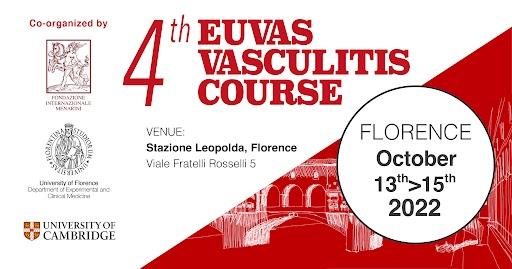 Co-organized by
FONDAZIONE
INTERNAZIONALE
MENARINI
University of Florence
Department of Experimental and
Clinical Medicine
UNIVERSITY OF
CAMBRIDGE
4th EUVAS
VASCULITIS
COURSE
VENUE:
Stazione Leopolda, Florence
Viale Fratelli Rosselli 5
FLORENCE
October
13th>15th
2022